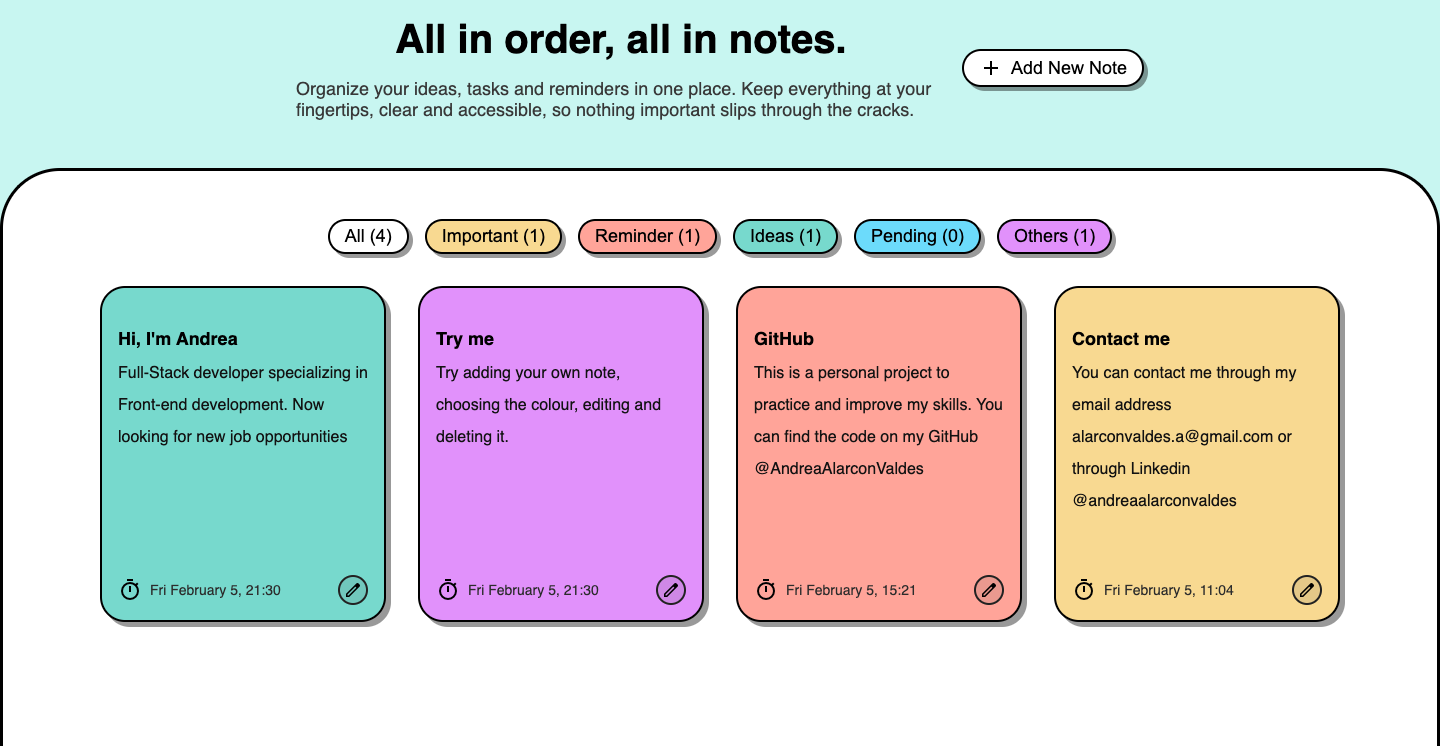 All in order, all in notes.
Organize your ideas, tasks and reminders in one place. Keep everything at your
fingertips, clear and accessible, so nothing important slips through the cracks.
Add New Note
All (4)
Important (1)
Reminder (1)
Ideas (1)
Pending (0)
Others (1)
Hi, I'm Andrea
Full-Stack developer specializing in
Front-end development. Now
looking for new job opportunities
Fri February 5, 21:30
Try me
Try adding your own note,
choosing the colour, editing and
deleting it.
Fri February 5, 21:30
GitHub
This is a personal project to
practice and improve my skills. You
can find the code on my GitHub
@AndreaAlarconValdes
Fri February 5, 15:21
Contact me
You can contact me through my
email address
alarconvaldes.a@gmail.com or
through Linkedin
@andreaalarconvaldes
Fri February 5, 11:04